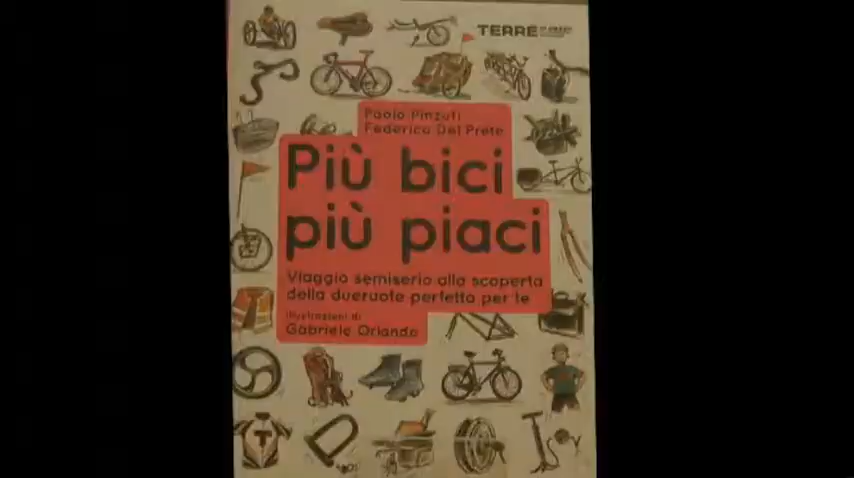 TERRE
Paolo Pinzuti
Federico Del Prete
Più bici
più piaci
Viaggio semiserio alla scoperta
della dueruote perfetta per te
illustrazioni di
Gabriele Orlando
T